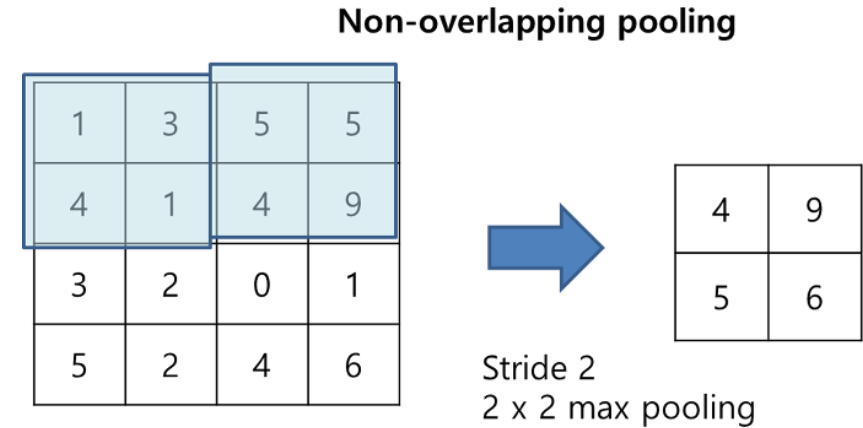 Non-overlapping pooling
1 3 5 5
4 1 4 9
3 2 0 1
5 2 4 6
4 9
5 6
Stride 2
2 x 2 max pooling